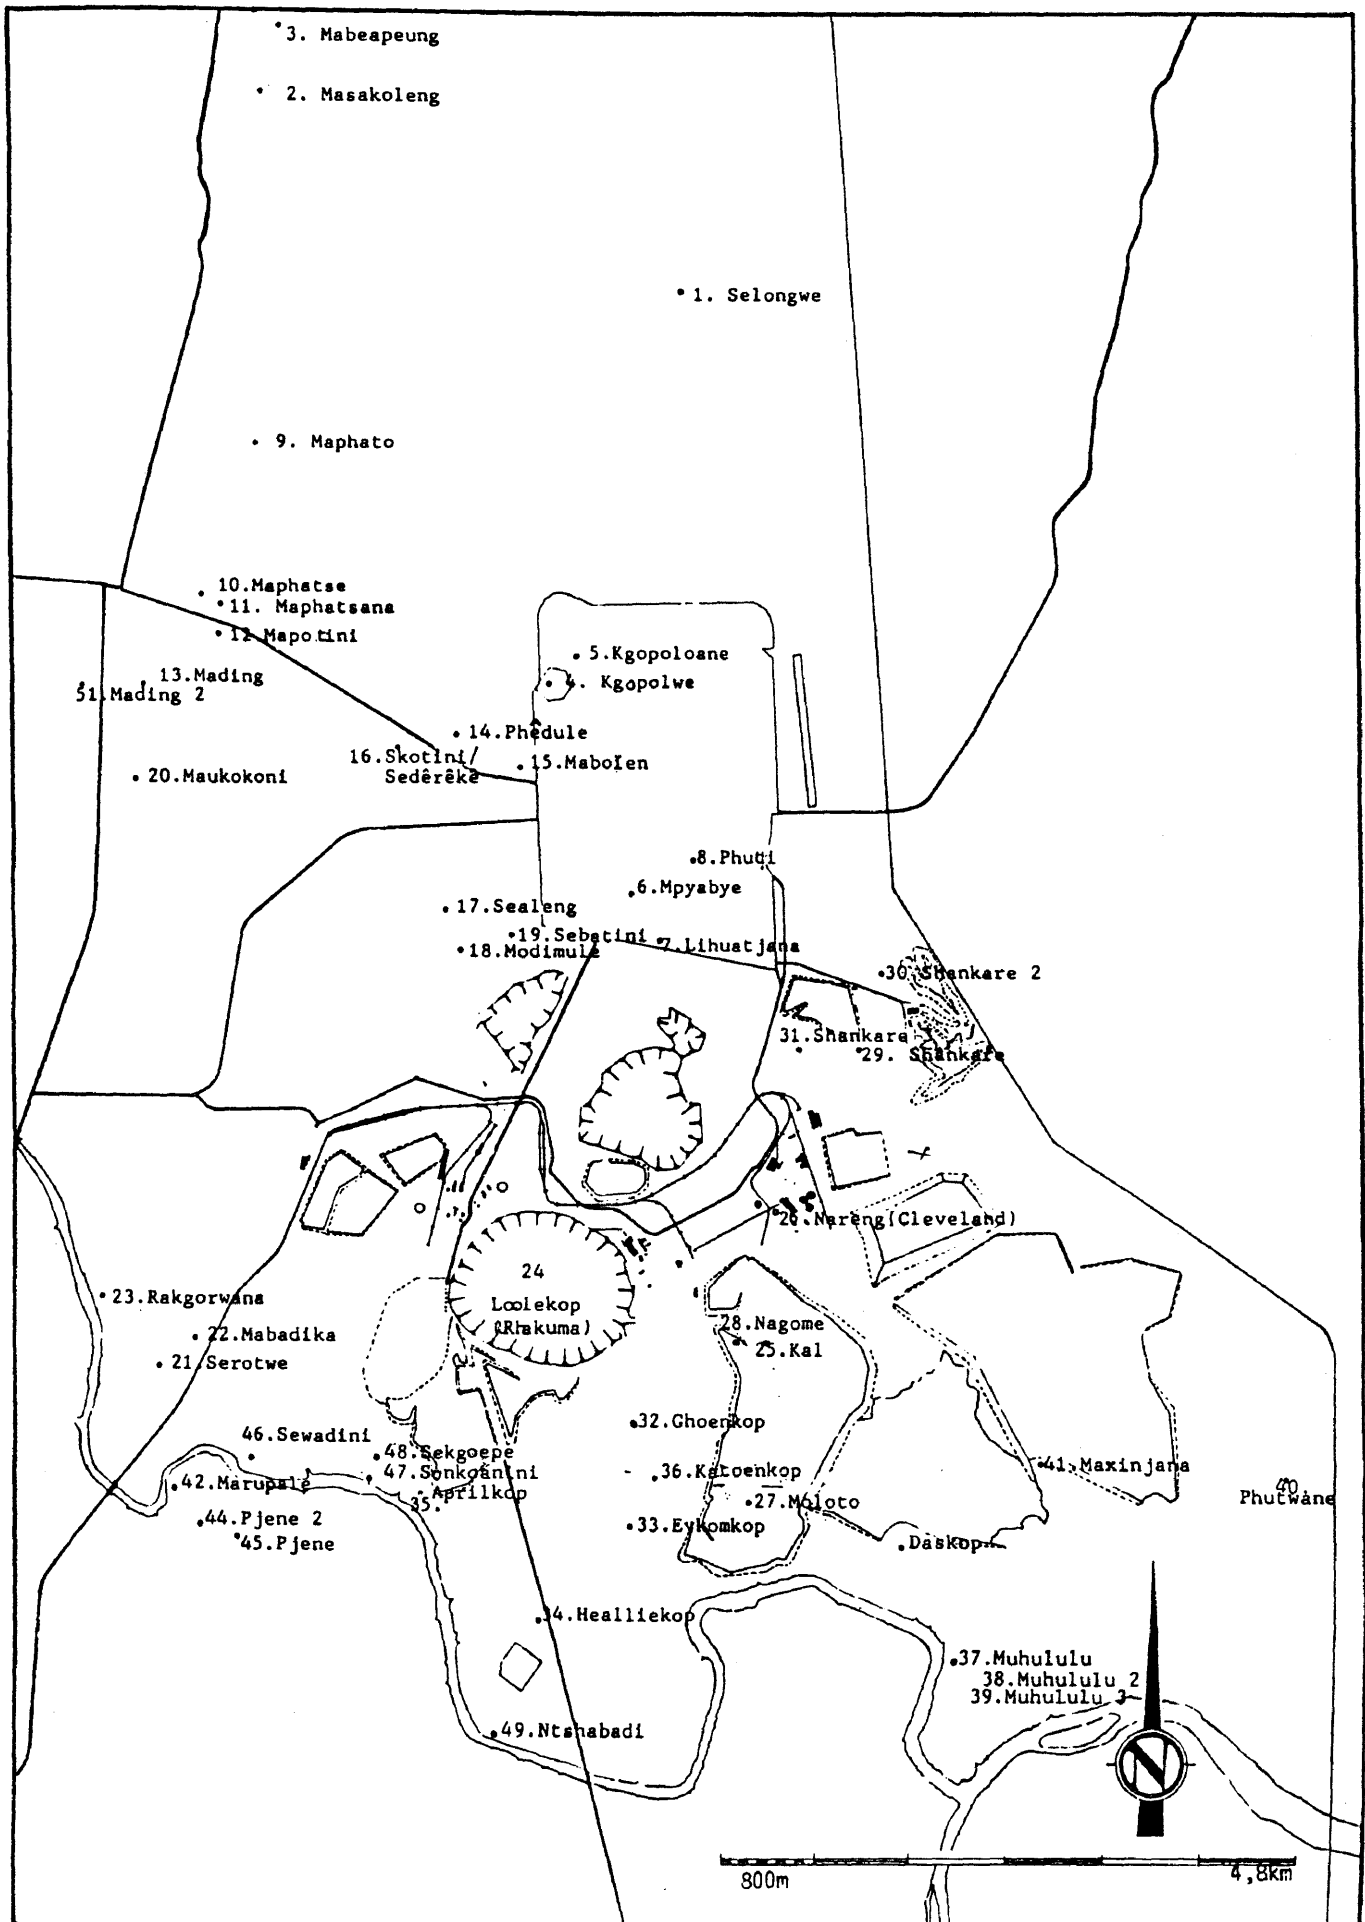 3. Mabeapeung
2. Masakoleng
1. Selongwe
9. Maphato
10.Maphatse
11. Maphatsana
12.Mapotini
5.Kgopoloane
13.Mading
4. Kgopolwe
51.Mading 2
14.Phedule
16.Skotini/
Sedêrêke
15.Mabolen
20.Maukokoni
8.Phuti
6.Mpyabye
17.Sealeng
19.Sebatini
7.Lihuatjana
18.Modimule
30.Shankare 2
31.Shankare
29. Shankare
26.Nareng(Cleveland)
24
Loolekop
(Rhakuma)
23.Rakgorwana
28.Nagome
22.Mabadika
25.Kal
21.Serotwe
32.Ghoenkop
46.Sewadini
48.Sekgoepe
41.Maxinjana
47.Sonkoanini
36.Katoenkop
42.Marupale
40
Phutwane
Aprilkop
35.
27.Moloto
44.Pjene 2
33.Eykomkop
45.Pjene
Daskop
34.Healliekop
37.Muhululu
38.Muhululu 2
39.Muhululu 3
49.Ntshabadi
N
800m
4,8km